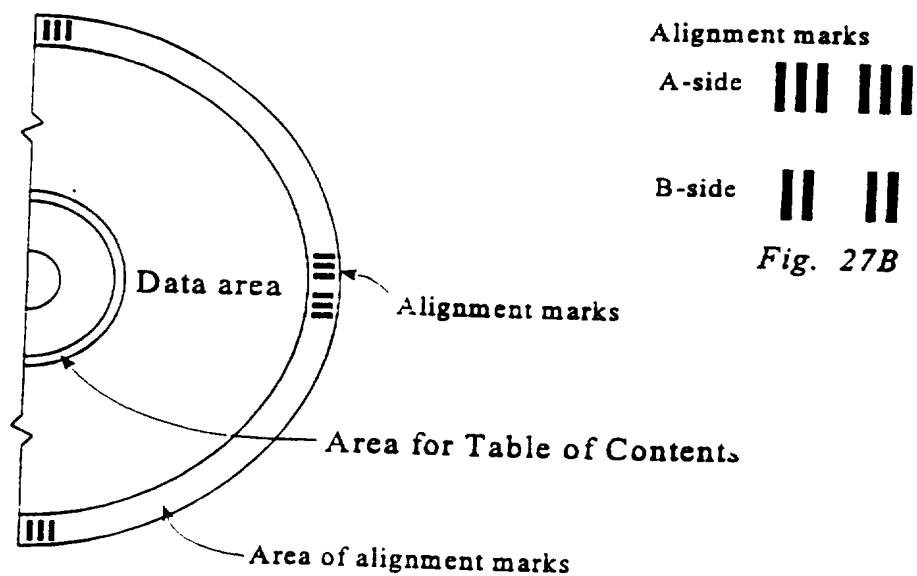 Alignment marks
A-side
B-side
Fig. 27B
Data area
Alignment marks
Area for Table of Contents
Area of alignment marks